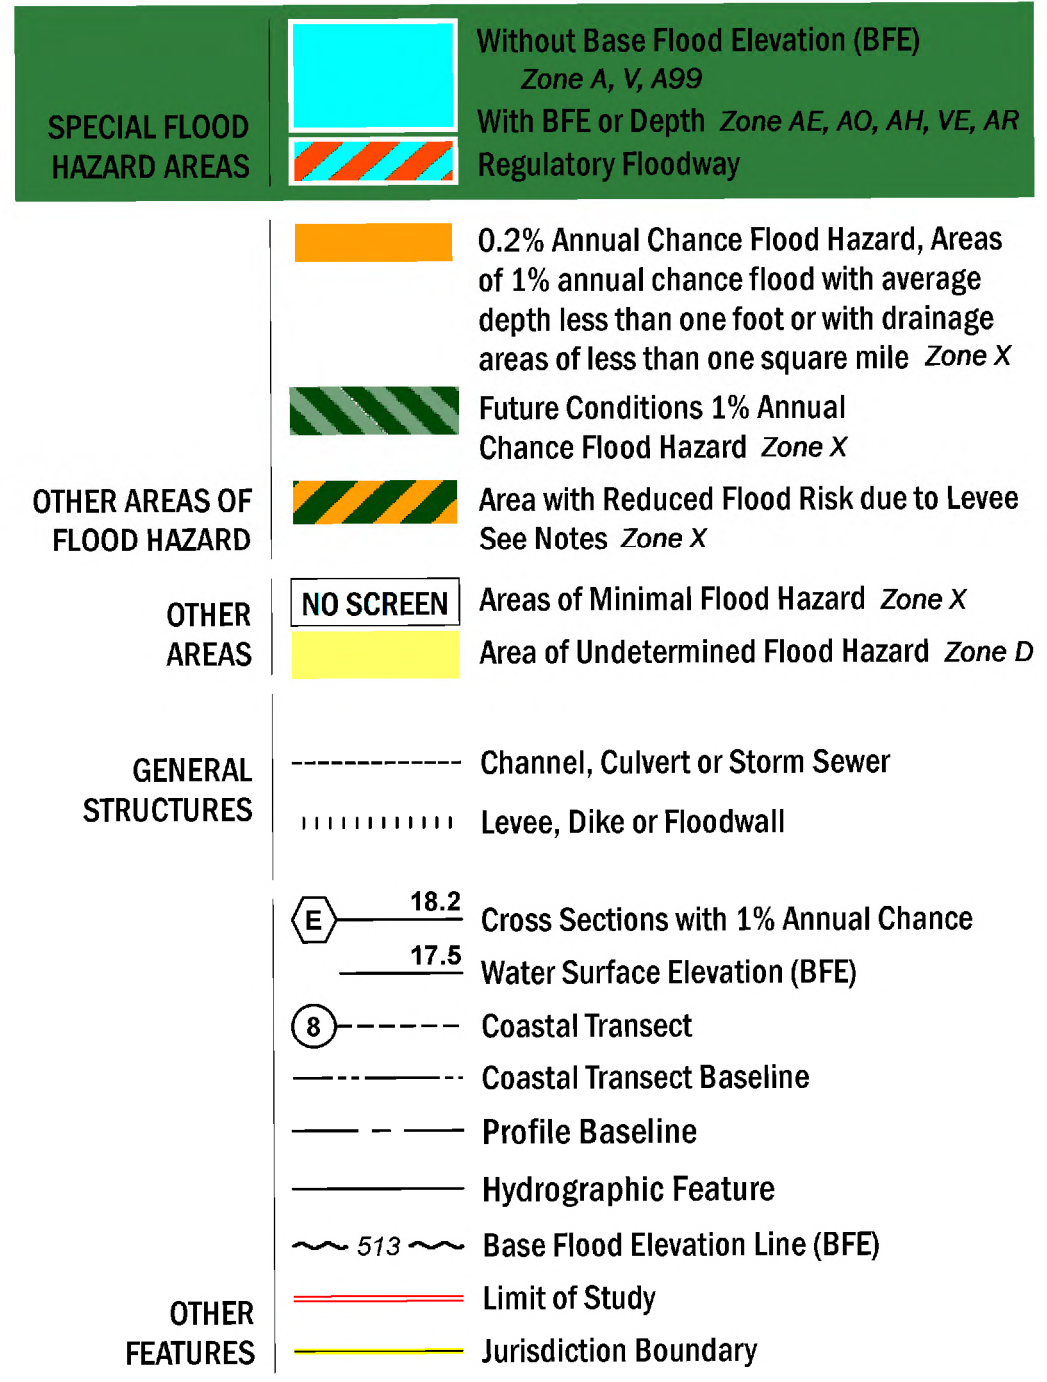 SPECIAL FLOOD
HAZARD AREAS
Without Base Flood Elevation (BFE)
Zone A, V, A99
With BFE or Depth Zone AE, AO, AH, VE, AR
Regulatory Floodway
OTHER AREAS OF
FLOOD HAZARD
0.2% Annual Chance Flood Hazard, Areas
of 1% annual chance flood with average
depth less than one foot or with drainage
areas of less than one square mile Zone X
Future Conditions 1% Annual
Chance Flood Hazard Zone X
Area with Reduced Flood Risk due to Levee
See Notes Zone X
OTHER
AREAS
NO SCREEN Areas of Minimal Flood Hazard Zone X
Area of Undetermined Flood Hazard Zone D
GENERAL
STRUCTURES
Channel, Culvert or Storm Sewer
Levee, Dike or Floodwall
OTHER
FEATURES
E 18.2 Cross Sections with 1% Annual Chance
17.5 Water Surface Elevation (BFE)
8 Coastal Transect
Coastal Transect Baseline
Profile Baseline
Hydrographic Feature
513 Base Flood Elevation Line (BFE)
Limit of Study
Jurisdiction Boundary